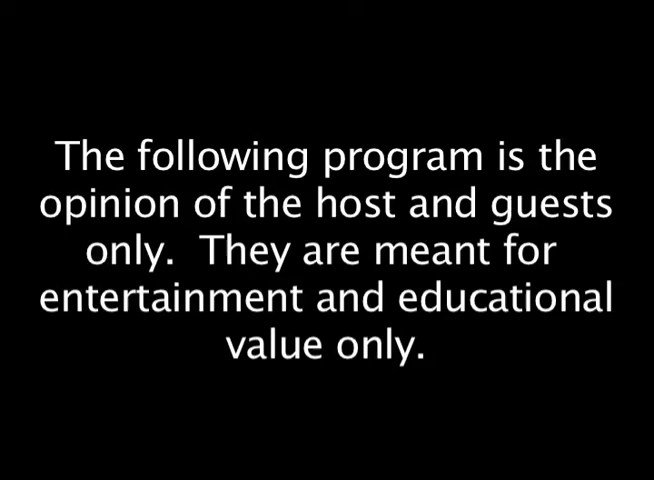 The following program is the
opinion of the host and guests
only.  They are meant for
entertainment and educational
value only.